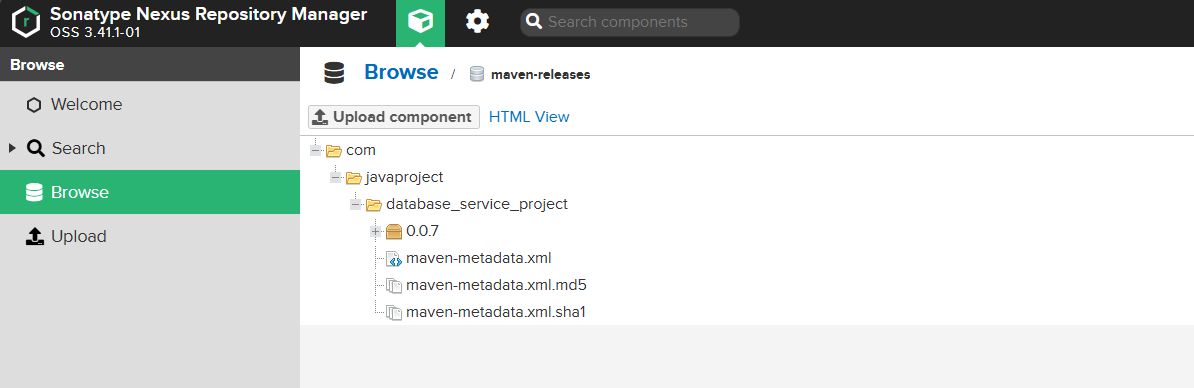 Sonatype Nexus Repository Manager
OSS 3.41.1-01
Search components
Browse
Welcome
Search
Browse
Upload
Browse / maven-releases
Upload component HTML View
com
javaproject
database_service_project
0.0.7
maven-metadata.xml
maven-metadata.xml.md5
maven-metadata.xml.sha1